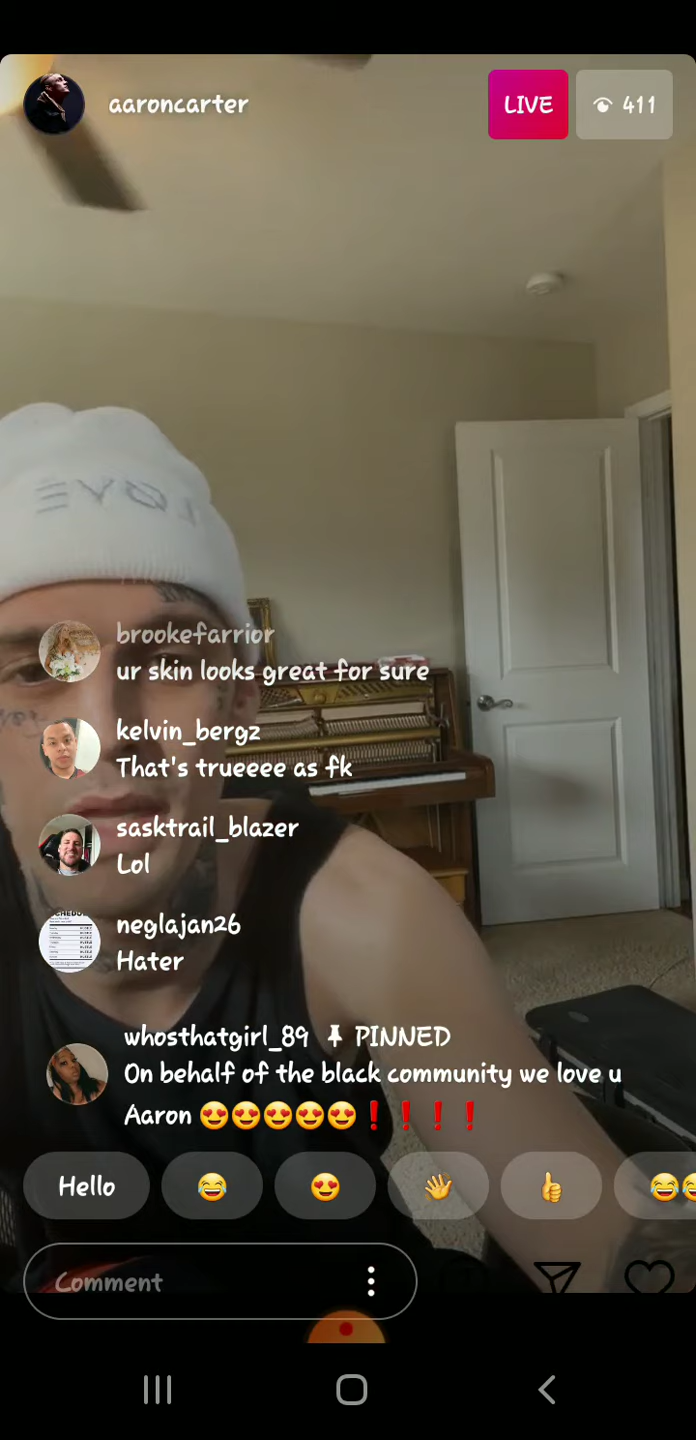 aaroncarter
LIVE
411
LOVE
brookefarrior
ur skin looks great for sure
kelvin_bergz
That's trueeee as fk
sasktrail_blazer
Lol
neglajan26
Hater
whosthatgirl_89 📌 PINNED
On behalf of the black community we love u
Aaron 😍😍😍😍😍❗❗❗❗
Hello 😂 😍 👋 👍 😂😂
Comment